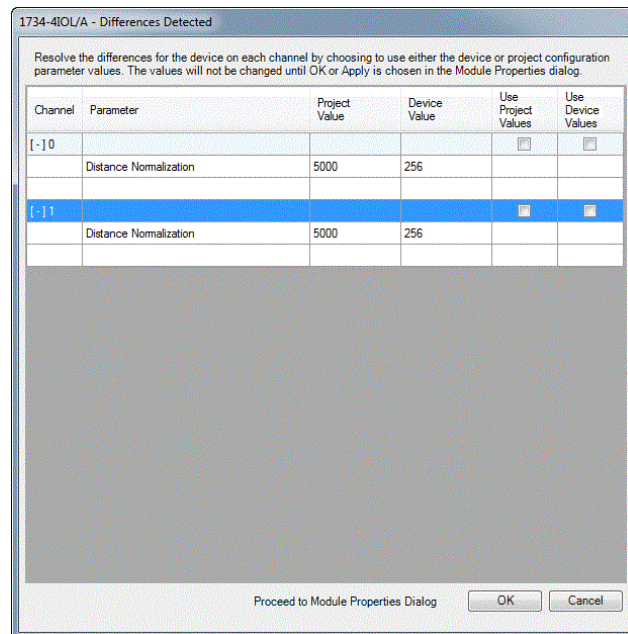 1734-4IOL/A - Differences Detected
Resolve the differences for the device on each channel by choosing to use either the device or project configuration
parameter values. The values will not be changed until OK or Apply is chosen in the Module Properties dialog.
Channel Parameter Project Value Device Value Use Project Values Use Device Values
[-] 0
Distance Normalization 5000 256
[-] 1
Distance Normalization 5000 256
Proceed to Module Properties Dialog OK Cancel